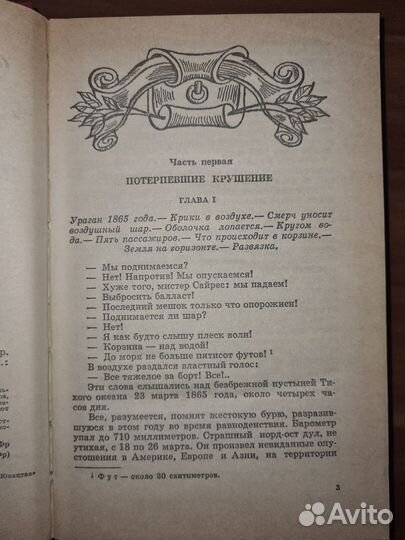 Часть первая
ПОТЕРПЕВШИЕ КРУШЕНИЕ
ГЛАВА I
Ураган 1865 года.— Крики в воздухе.— Смерч уносит
воздушный шар.— Оболочка лопается.— Кругом во-
да.— Пять пассажиров.— Что происходит в корзине.—
Земля на горизонте.— Развязка.
— Мы поднимаемся?
— Нет! Напротив! Мы опускаемся!
— Хуже того, мистер Сайрес: мы падаем!
— Выбросить балласт!
— Последний мешок только что опорожнен!
— Поднимается ли шар?
— Нет!
— Я как будто слышу плеск волн!
— Корзина — над водой!
— До моря не больше пятисот футов! ¹
В воздухе раздался властный голос:
— Все тяжелое за борт! Все!..
Эти слова слышались над безбрежной пустыней Ти-
хого океана 23 марта 1865 года, около четырех ча-
сов дня.
Все, разумеется, помнят жестокую бурю, разразив-
шуюся в этом году во время равноденствия. Барометр
упал до 710 миллиметров. Страшный норд-ост дул, не
утихая, с 18 по 26 марта. Он произвел невиданные опу-
стошения в Америке, Европе и Азии, на территории
¹ Фут — около 30 сантиметров.
3
Avito